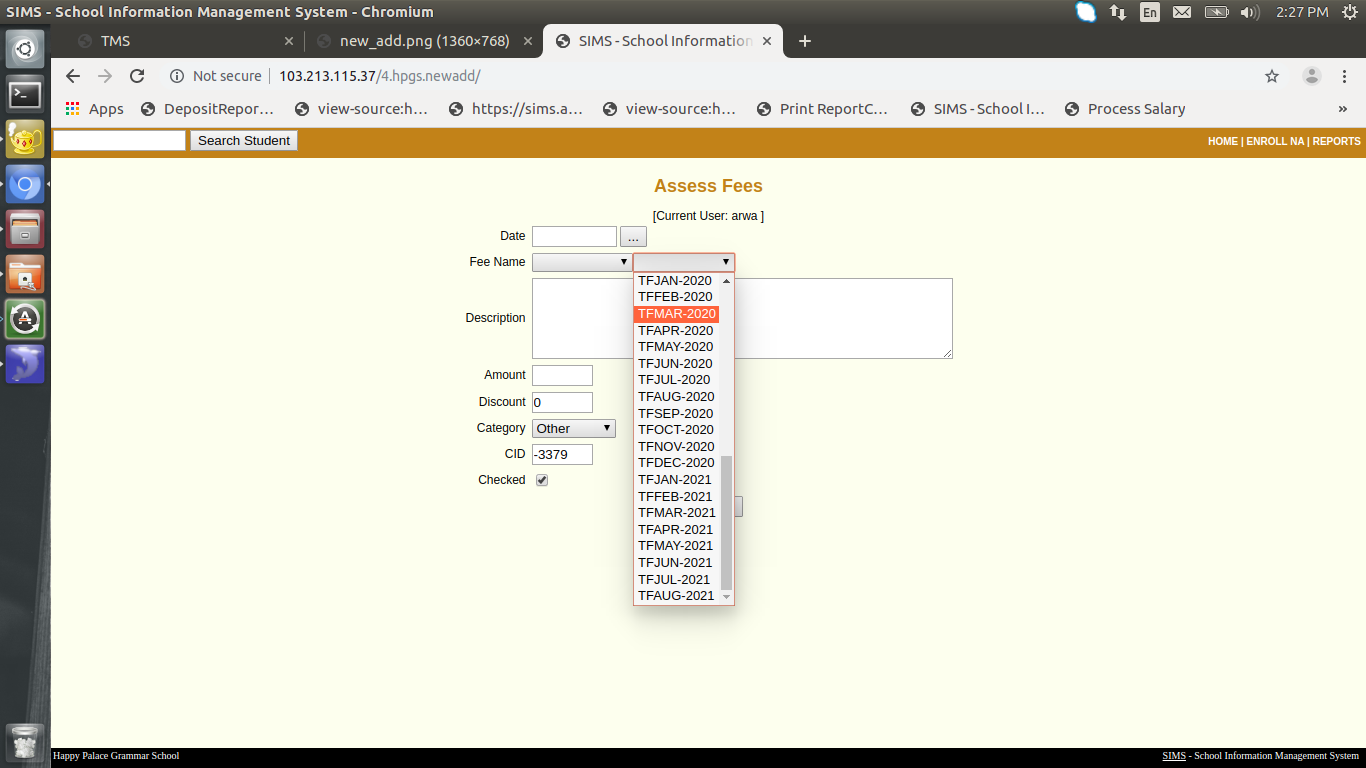 SIMS - School Information Management System - Chromium
En
2:27 PM
TMS
new_add.png (1360×768)
SIMS - School Information
Not secure
103.213.115.37/4.hpgs.newadd/
Apps
DepositRepor...
view-source:h...
https://sims.a...
view-source:h...
Print ReportC...
SIMS - School I...
Process Salary
»
Search Student
HOME | ENROLL NA | REPORTS
Assess Fees
[Current User: arwa ]
Date
...
Fee Name
Description
Amount
Discount
0
Category
Other
CID
-3379
Checked
TFJAN-2020
TFFEB-2020
TFMAR-2020
TFAPR-2020
TFMAY-2020
TFJUN-2020
TFJUL-2020
TFAUG-2020
TFSEP-2020
TFOCT-2020
TFNOV-2020
TFDEC-2020
TFJAN-2021
TFFEB-2021
TFMAR-2021
TFAPR-2021
TFMAY-2021
TFJUN-2021
TFJUL-2021
TFAUG-2021
Happy Palace Grammar School
SIMS - School Information Management System